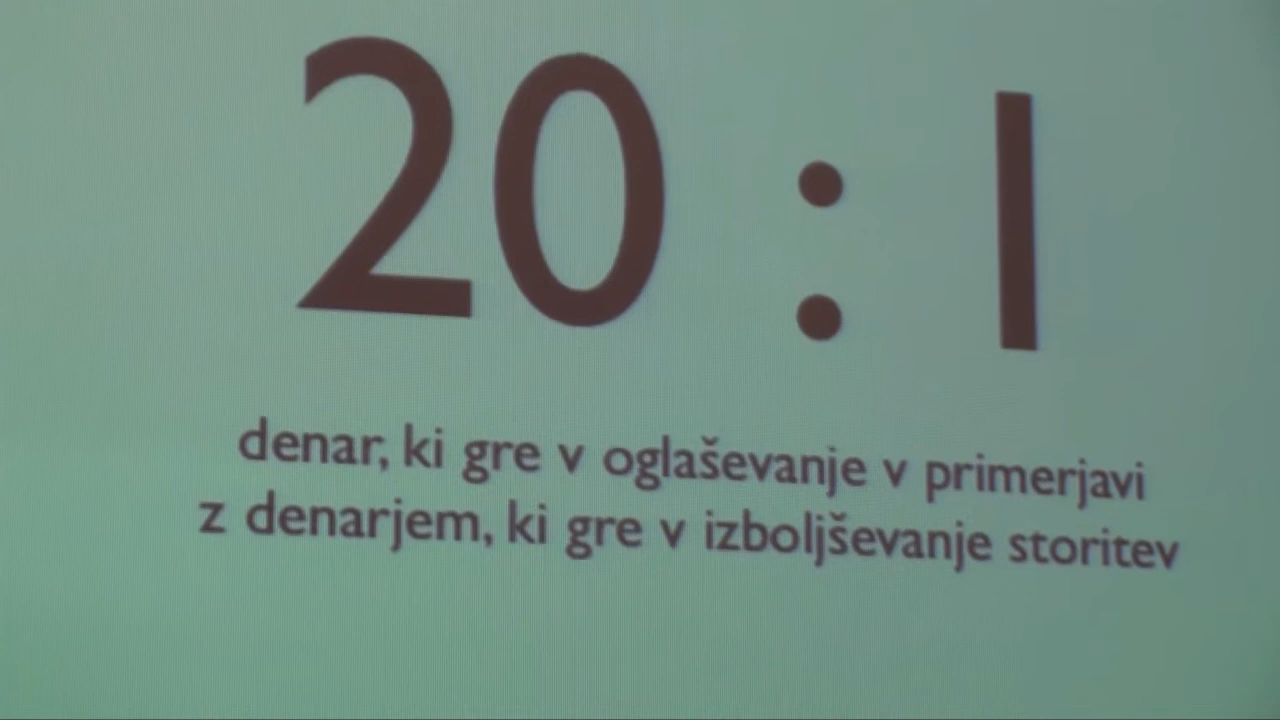 20 : 1
denar, ki gre v oglaševanje v primerjavi
z denarjem, ki gre v izboljševanje storitev